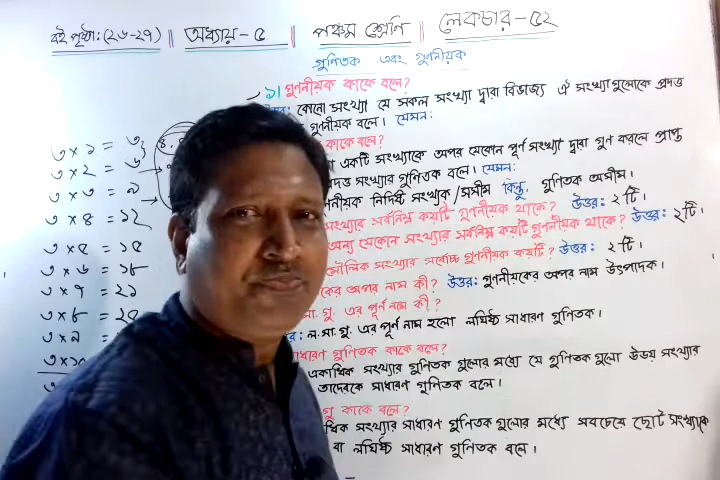 বই পৃষ্ঠা: (২৬-২৭) || অধ্যায়-৫ || পঞ্চম শ্রেণি || লেকচার-৫২
গুণিতক এবং গুণনীয়ক
১। গুণনীয়ক কাকে বলে?
কোনো সংখ্যা যে সকল সংখ্যা দ্বারা বিভাজ্য ঐ সংখ্যাগুলোকে প্রদত্ত
গুণনীয়ক বলে। যেমন:
কাকে বলে?
একটি সংখ্যাকে অপর যেকোন পূর্ণ সংখ্যা দ্বারা গুণ করলে প্রাপ্ত
সংখ্যার গুণিতক বলে। যেমন:
নির্দিষ্ট সংখ্যক/সসীম কিন্তু, গুণিতক অসীম।
সংখ্যার সর্বনিম্ন কয়টি গুণনীয়ক থাকে? উত্তর: ২টি।
অন্য যেকোন সংখ্যার সর্বনিম্ন কয়টি গুণনীয়ক থাকে? উত্তর: ২টি।
মৌলিক সংখ্যার সর্বোচ্চ গুণনীয়ক কয়টি? উত্তর: ২টি।
অপর নাম কী? উত্তর: গুণনীয়কের অপর নাম উৎপাদক।
সা.গু. এর পূর্ণ নাম কী?
ল.সা.গু. এর পূর্ণ নাম হলো লঘিষ্ঠ সাধারণ গুণিতক।
সাধারণ গুণিতক কাকে বলে?
একাধিক সংখ্যার গুণিতক গুলোর মধ্যে যে গুণিতক গুলো উভয় সংখ্যার
তাদেরকে সাধারণ গুণিতক বলে।
গু কাকে বলে?
সংখ্যার সাধারণ গুণিতক গুলোর মধ্যে সবচেয়ে ছোট সংখ্যাকে
বা লঘিষ্ঠ সাধারণ গুণিতক বলে।
৩ × ১ = ৩
৩ × ২ = ৬
৩ × ৩ = ৯
৩ × ৪ = ১২
৩ × ৫ = ১৫
৩ × ৬ = ১৮
৩ × ৭ = ২১
৩ × ৮ =
৩ × ৯ =